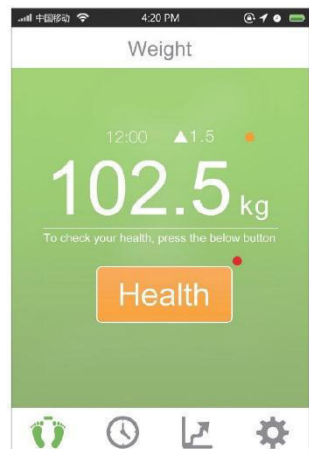 中国移动 4:20 PM
Weight
12:00 ▲1.5
102.5 kg
To check your health, press the below button
Health